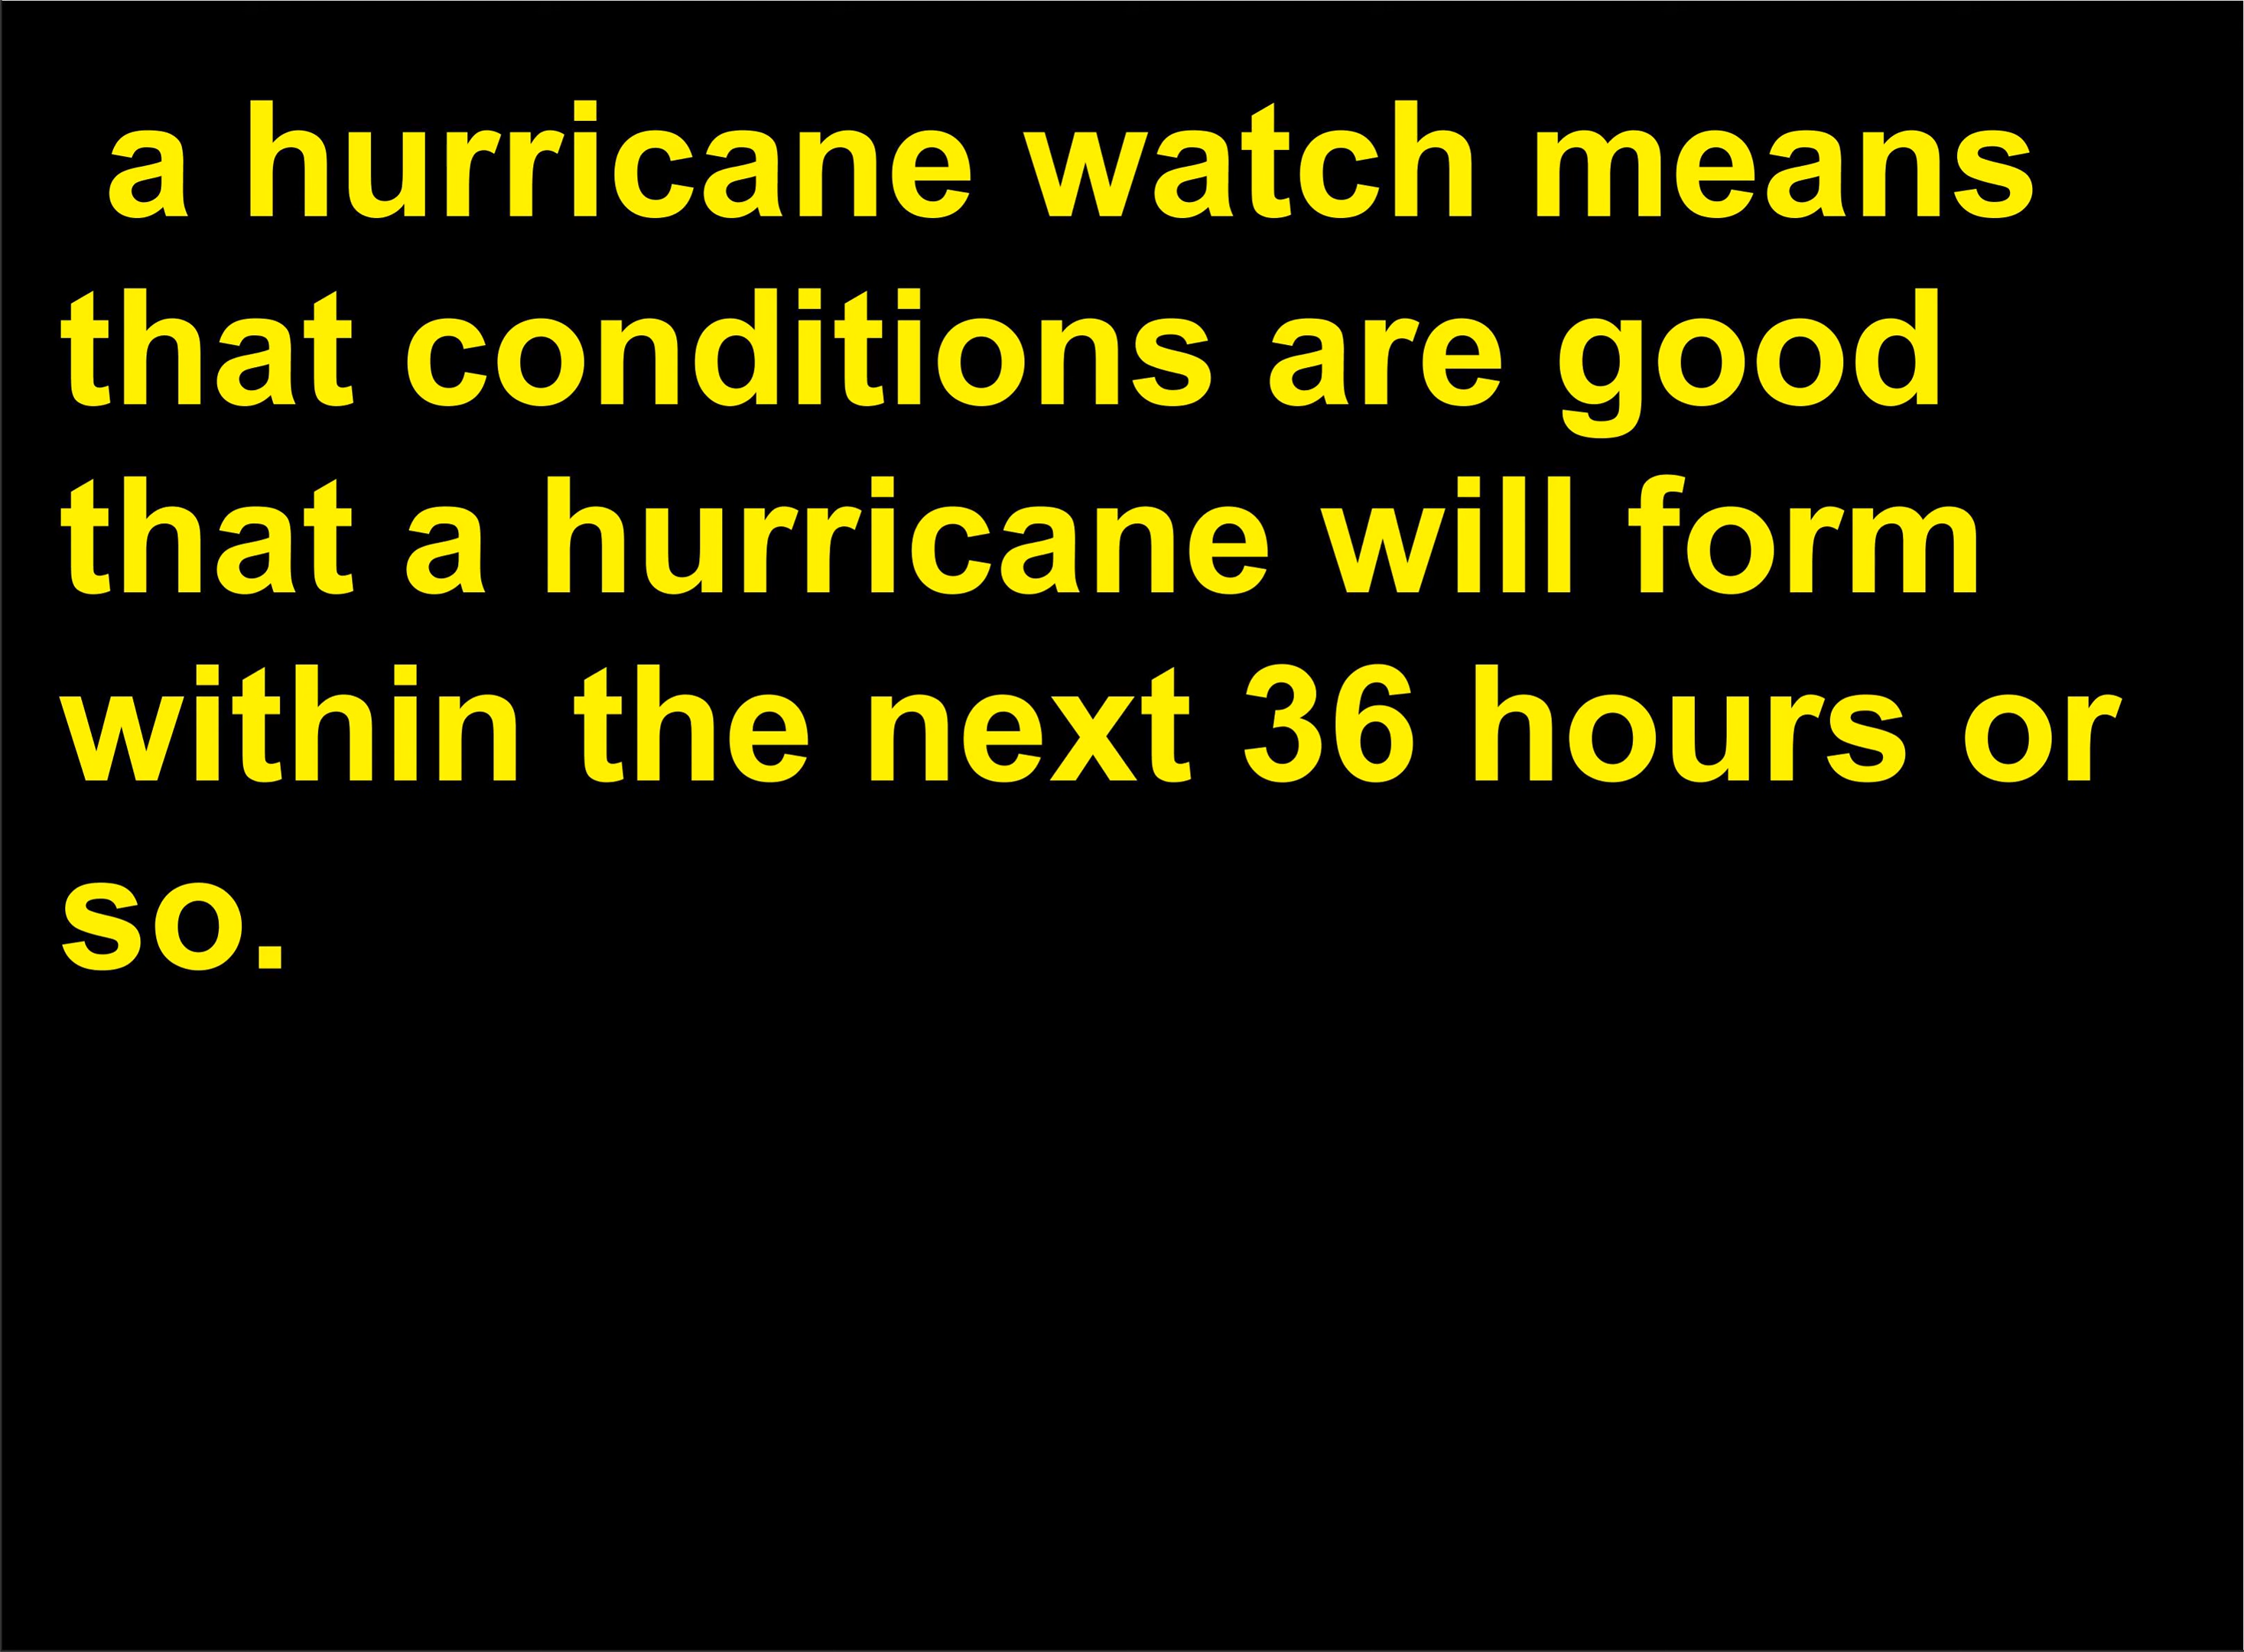 a hurricane watch means
that conditions are good
that a hurricane will form
within the next 36 hours or
so.